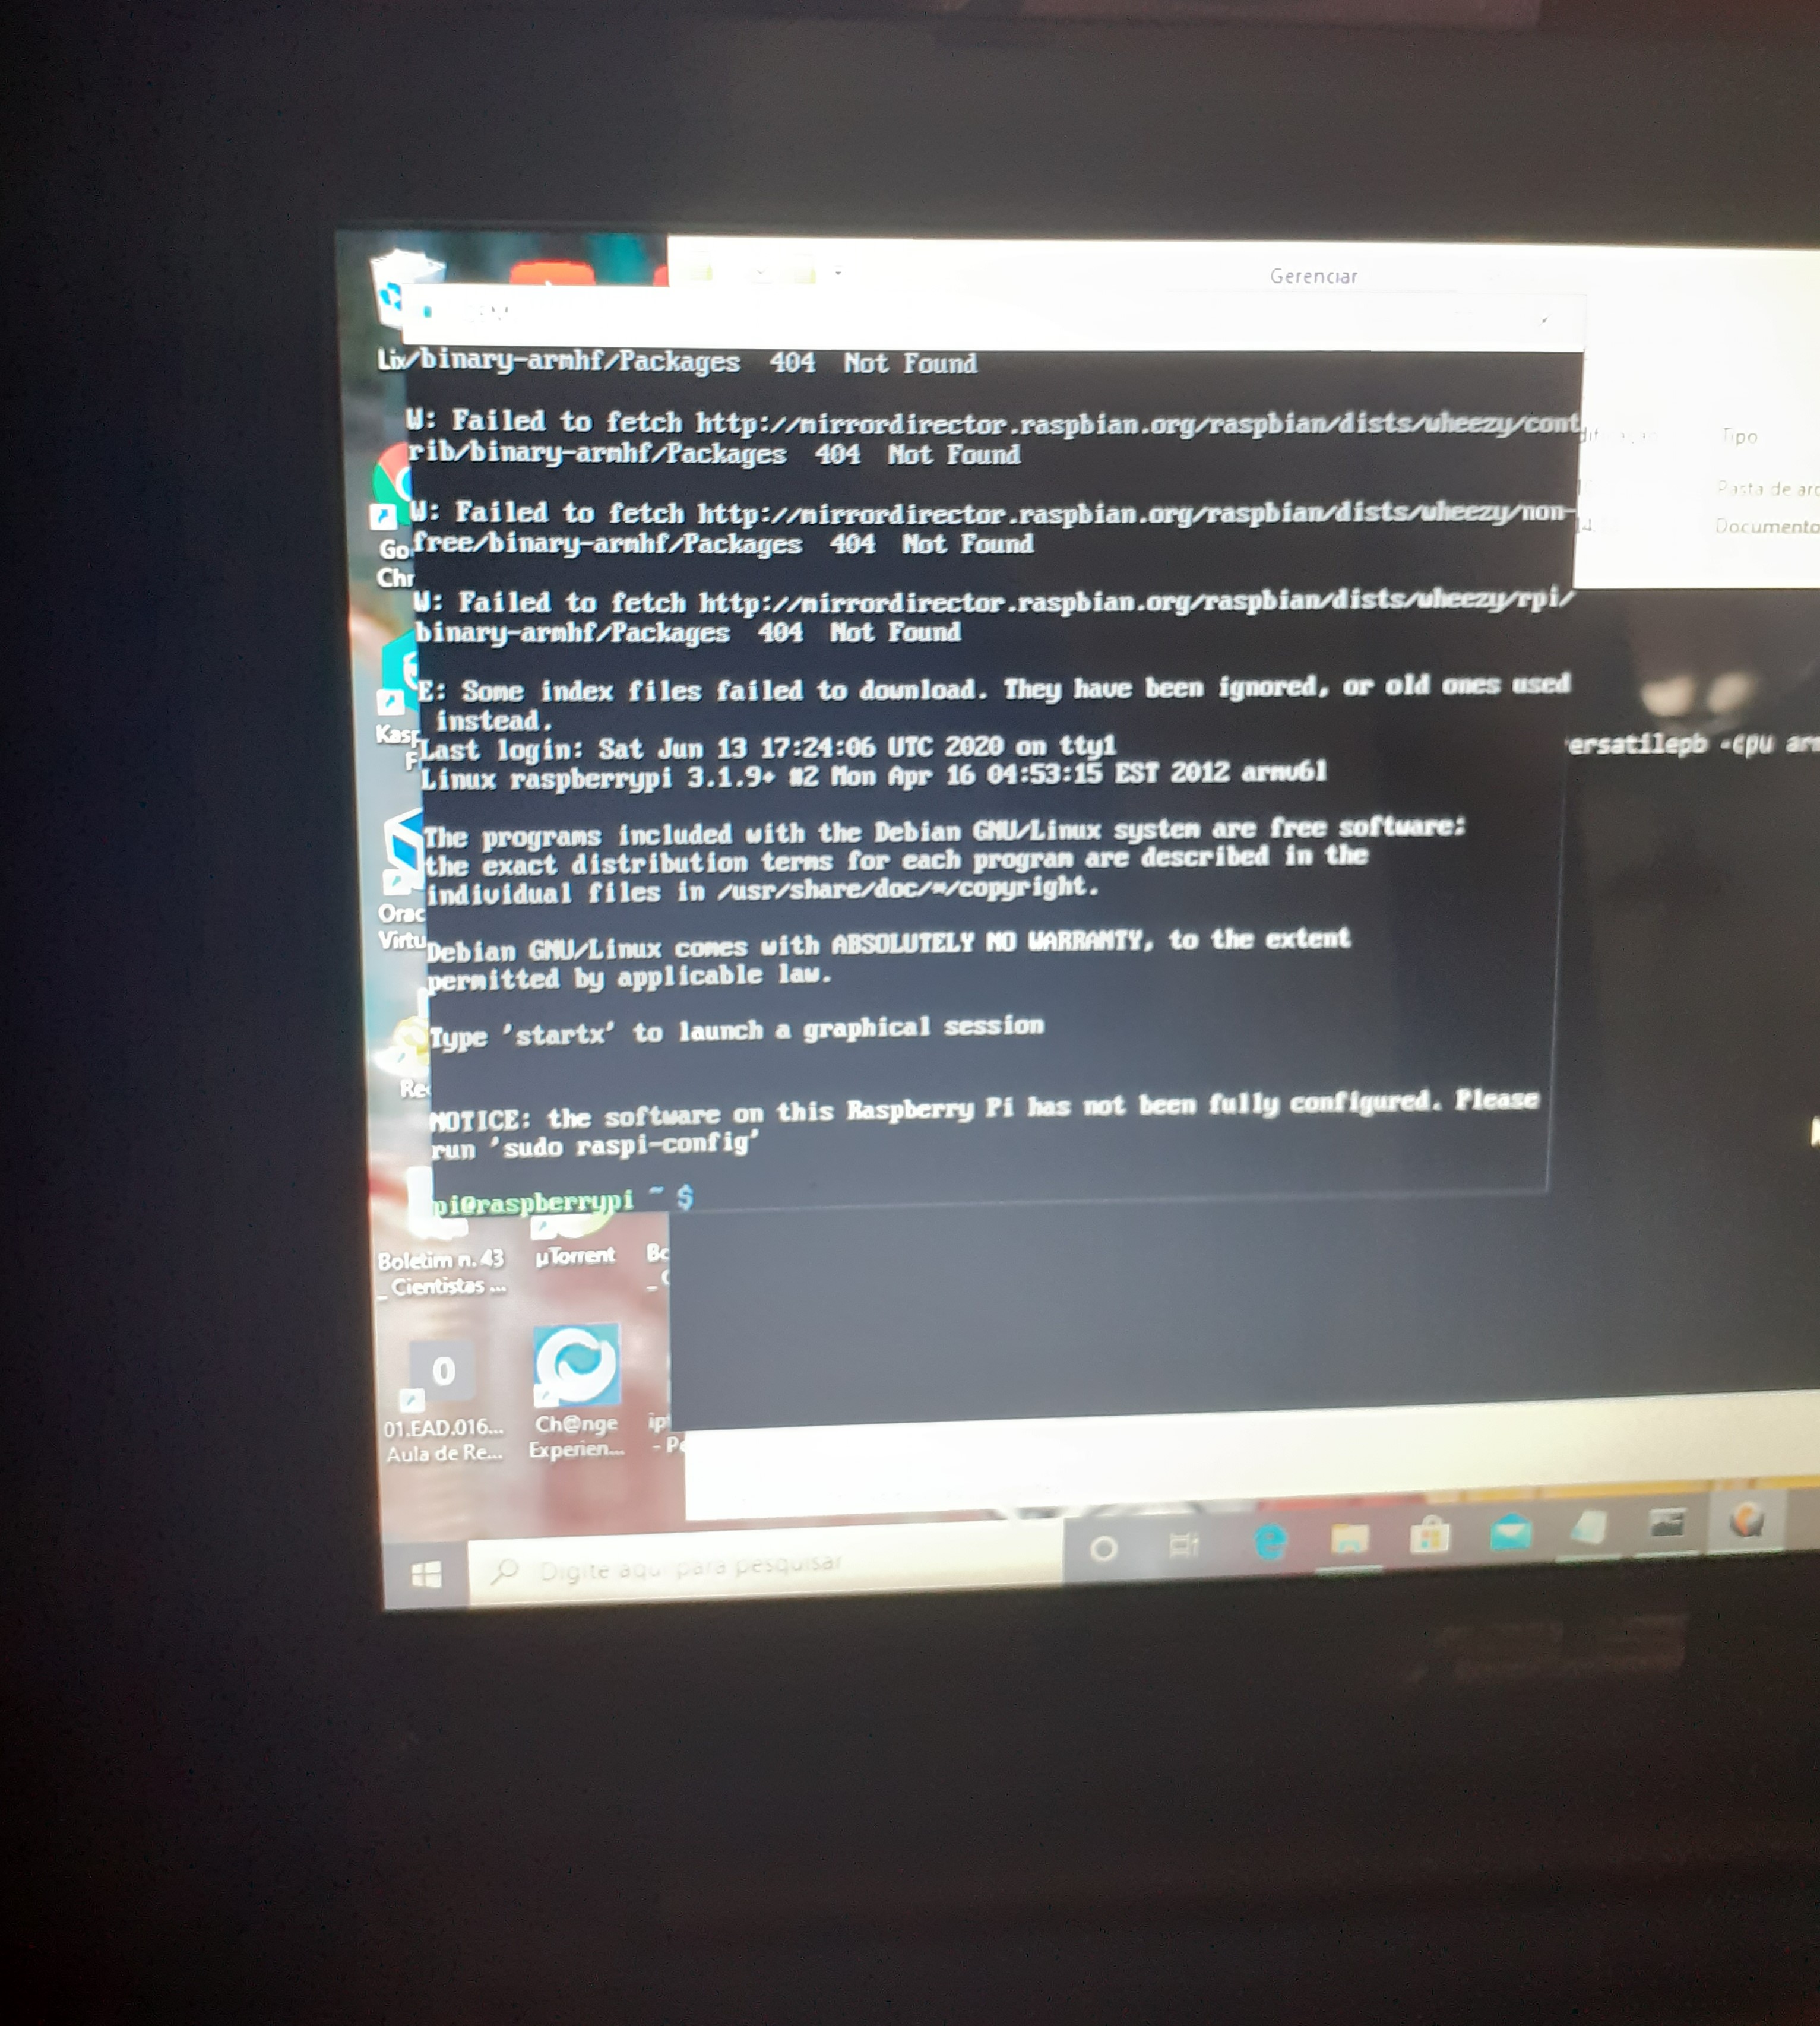 Gerenciar
Lix/binary-armhf/Packages  404  Not Found
W: Failed to fetch http://mirrordirector.raspbian.org/raspbian/dists/wheezy/cont
rib/binary-armhf/Packages  404  Not Found
Tipo
W: Failed to fetch http://mirrordirector.raspbian.org/raspbian/dists/wheezy/non-
free/binary-armhf/Packages  404  Not Found
Pasta de arq
Documento
Go
Chr
W: Failed to fetch http://mirrordirector.raspbian.org/raspbian/dists/wheezy/rpi/
binary-armhf/Packages  404  Not Found
E: Some index files failed to download. They have been ignored, or old ones used
instead.
Kasp
F
Last login: Sat Jun 13 17:24:06 UTC 2020 on tty1
ersatilepb -cpu arm
Linux raspberrypi 3.1.9+ #2 Mon Apr 16 04:53:15 EST 2012 armv6l
The programs included with the Debian GNU/Linux system are free software;
the exact distribution terms for each program are described in the
individual files in /usr/share/doc/*/copyright.
Orac
Virtu
Debian GNU/Linux comes with ABSOLUTELY NO WARRANTY, to the extent
permitted by applicable law.
Type 'startx' to launch a graphical session
Re
NOTICE: the software on this Raspberry Pi has not been fully configured. Please
run 'sudo raspi-config'
pi@raspberrypi ~ $
Boletim n. 43
_ Cientistas ...
µTorrent
Bc
_ C
0
01.EAD.016...
Aula de Re...
Ch@nge
Experien...
ip
- Pe
Digite aqui para pesquisar